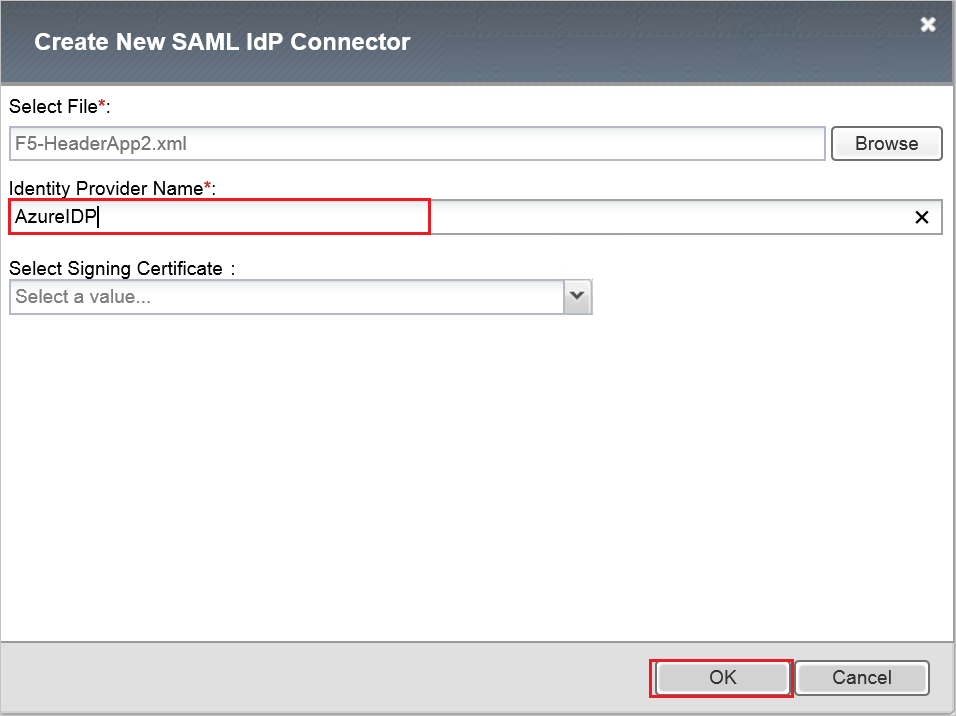 Create New SAML IdP Connector
Select File*:
F5-HeaderApp2.xml
Browse
Identity Provider Name*:
AzureIDP
Select Signing Certificate :
Select a value...
OK
Cancel